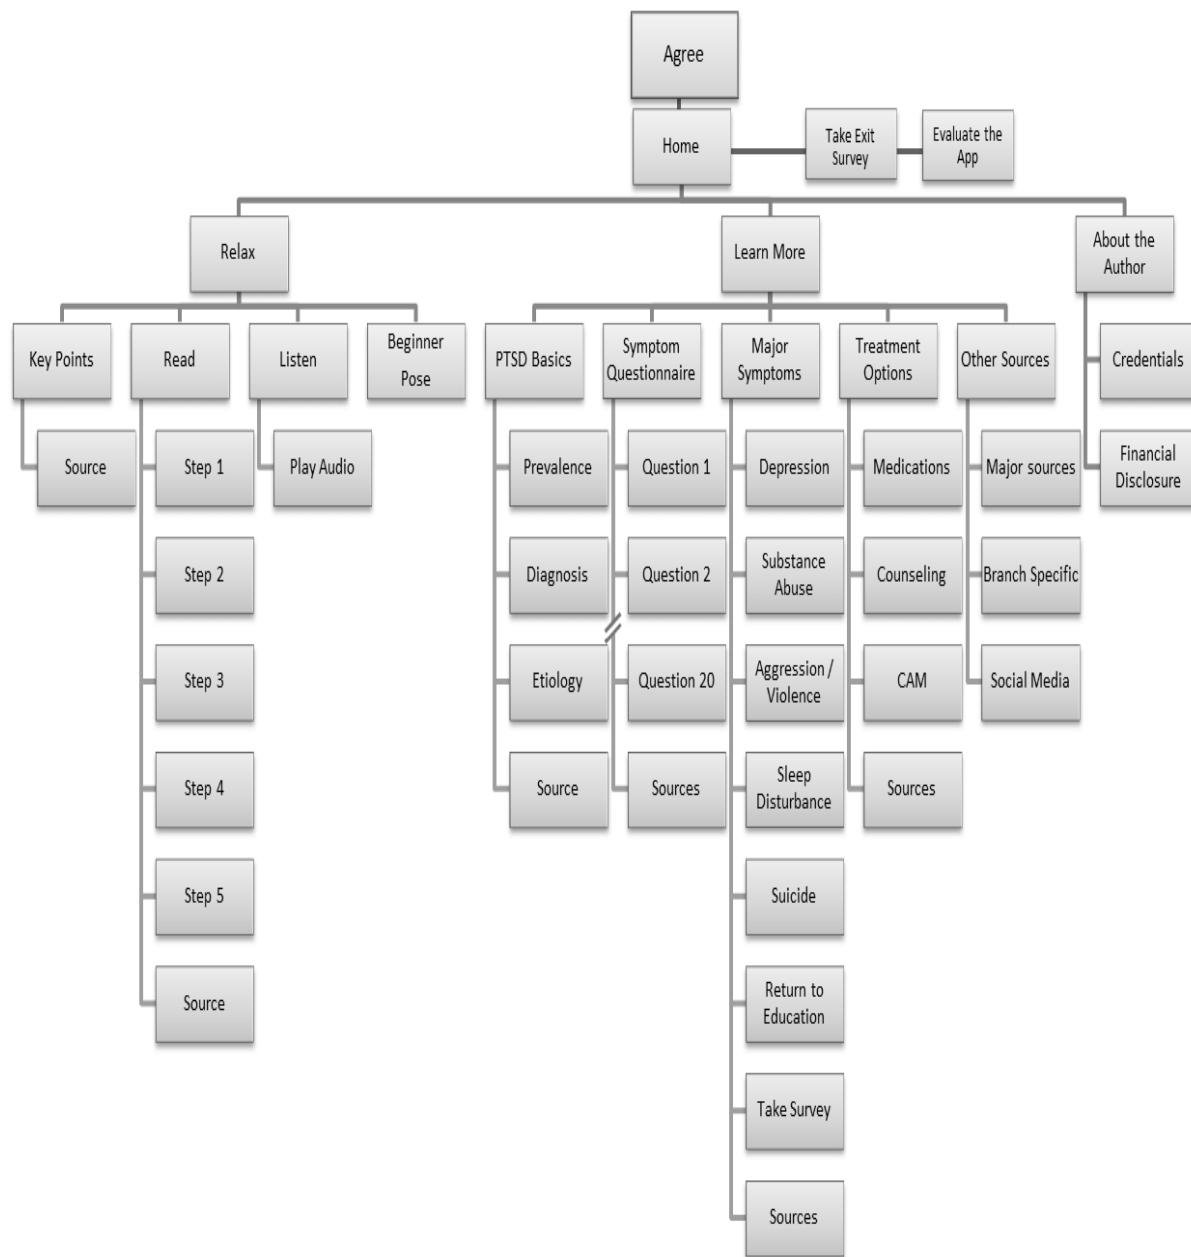 Agree
Home
Take Exit
Survey
Evaluate the
App
Relax
Learn More
About the
Author
Key Points
Read
Listen
Beginner
Pose
PTSD Basics
Symptom
Questionnaire
Major
Symptoms
Treatment
Options
Other Sources
Credentials
Source
Step 1
Play Audio
Prevalence
Question 1
Depression
Medications
Major sources
Financial
Disclosure
Step 2
Diagnosis
Question 2
Substance
Abuse
Counseling
Branch Specific
Step 3
Etiology
Question 20
Aggression /
Violence
CAM
Social Media
Step 4
Source
Sources
Sleep
Disturbance
Sources
Step 5
Suicide
Source
Return to
Education
Take Survey
Sources